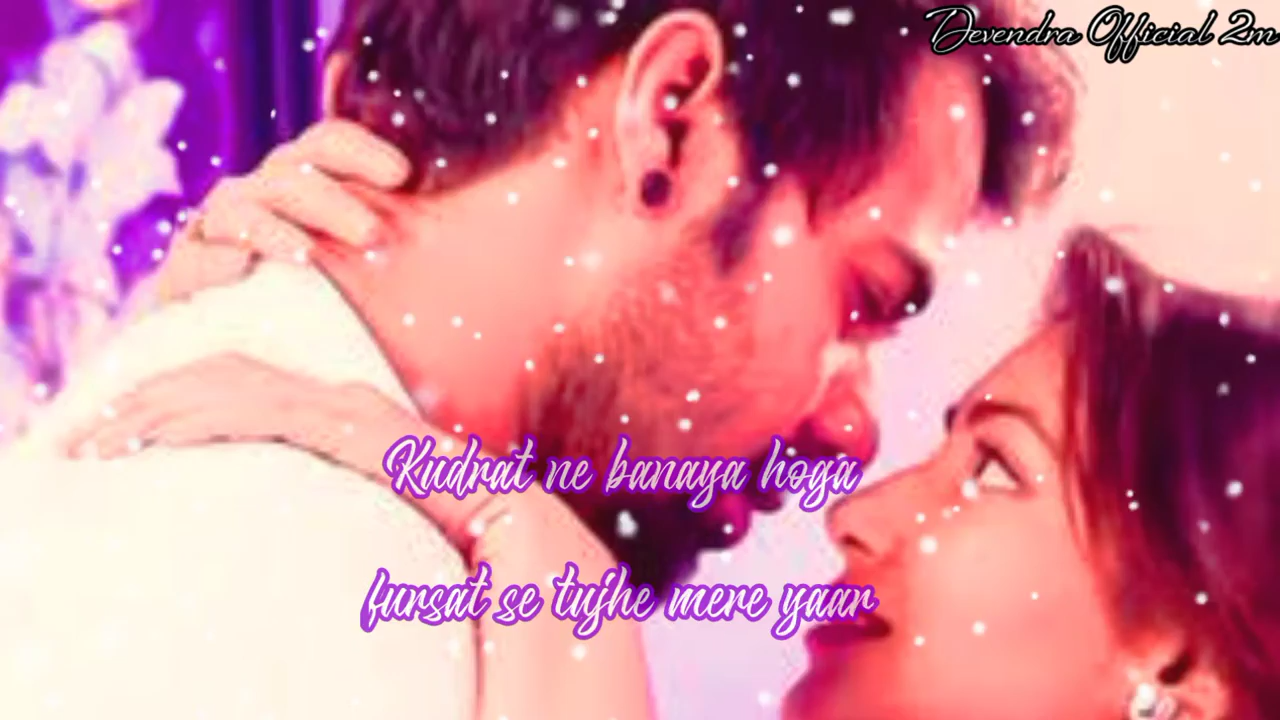 Devendra Official 2m
Kudrat ne banaya hoga
fursat se tujhe mere yaar